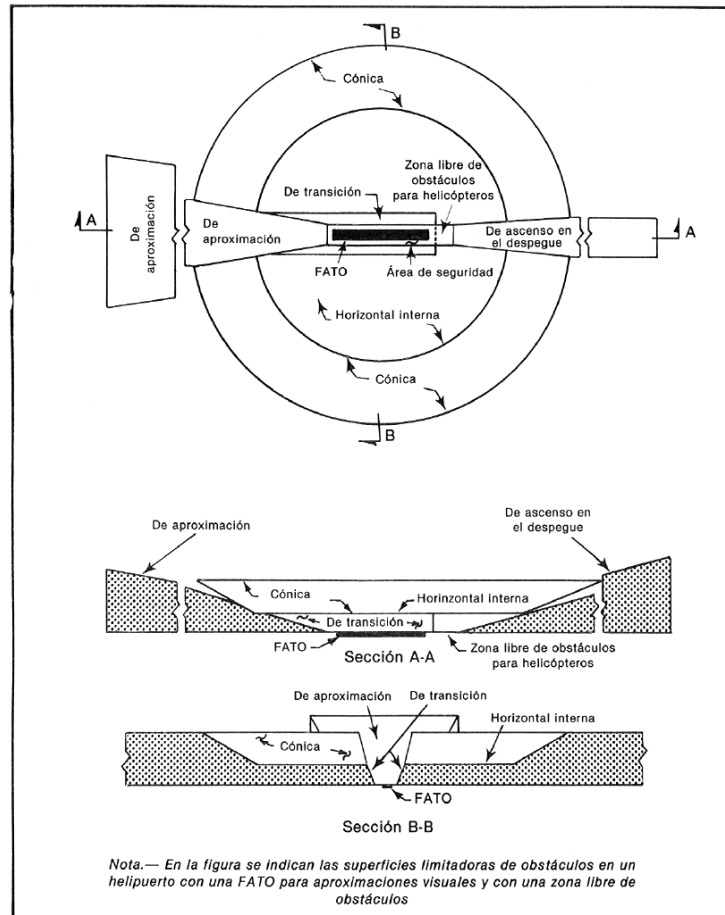 B
Cónica
Zona libre de
obstáculos
para helicópteros
De transición
A
De
aproximación
De
aproximación
De ascenso en
el despegue
A
FATO
Área de seguridad
Horizontal interna
Cónica
B
De aproximación
De ascenso en
el despegue
Cónica
Horinzontal interna
De transición
FATO
Zona libre de obstáculos
para helicópteros
Sección A-A
De aproximación
De transición
Horizontal interna
Cónica
FATO
Sección B-B
Nota.— En la figura se indican las superficies limitadoras de obstáculos en un
helipuerto con una FATO para aproximaciones visuales y con una zona libre de
obstáculos